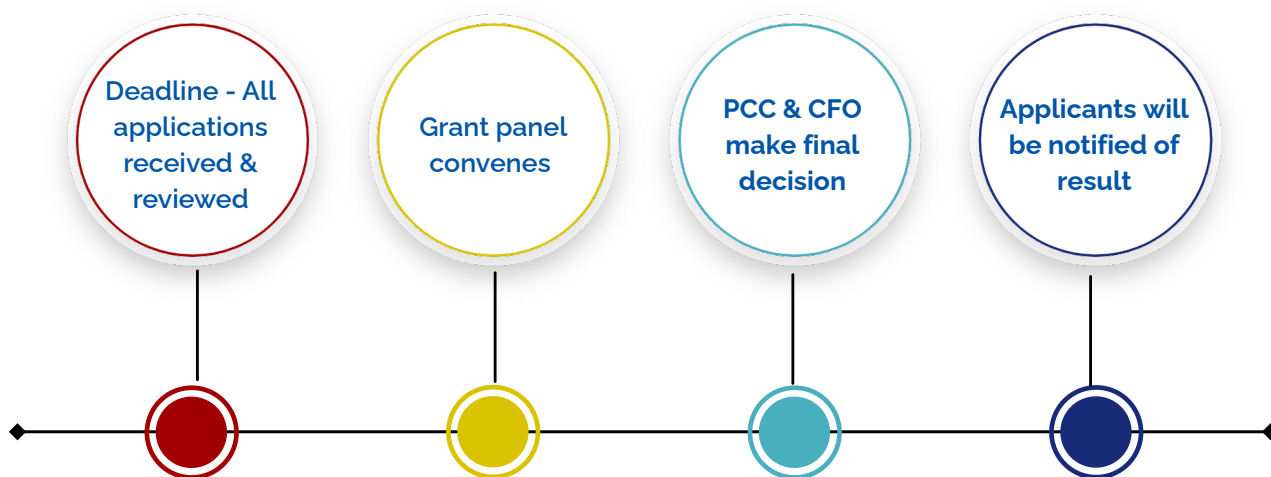 Deadline - All
applications
received &
reviewed
Grant panel
convenes
PCC & CFO
make final
decision
Applicants will
be notified of
result